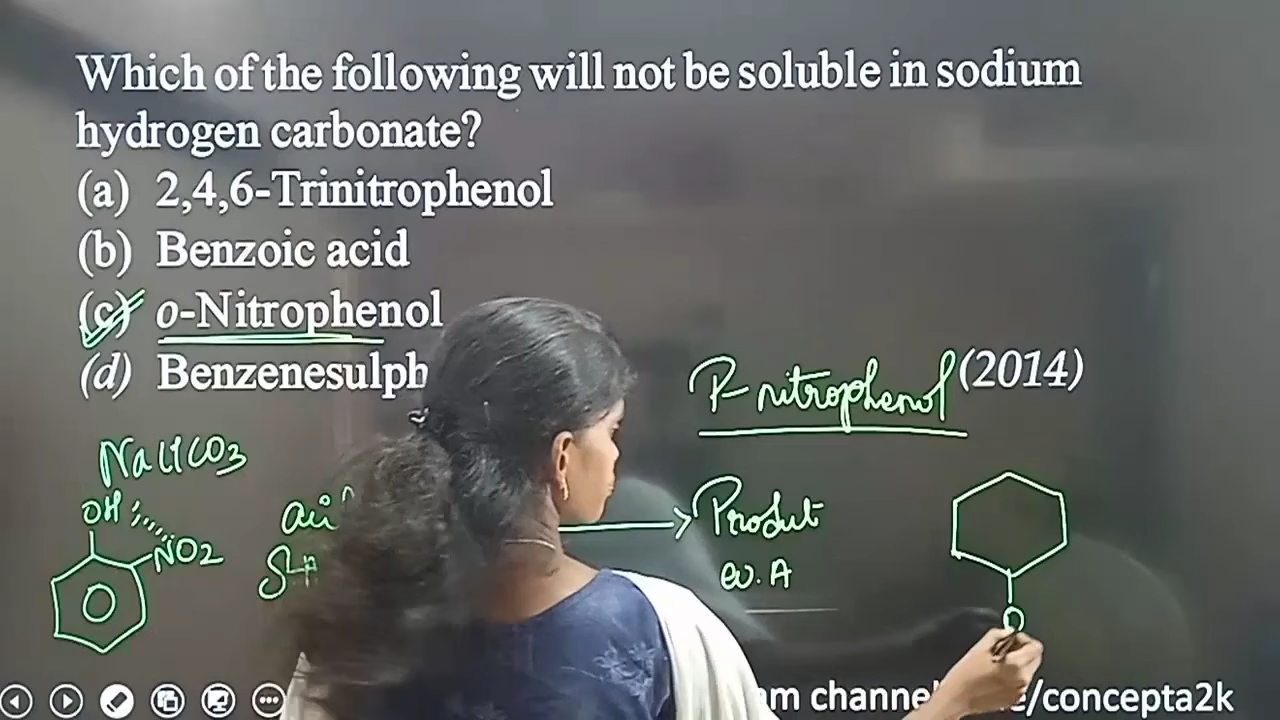 Which of the following will not be soluble in sodium
hydrogen carbonate?
(a) 2,4,6-Trinitrophenol
(b) Benzoic acid
(c) o-Nitrophenol
(d) Benzenesulph
(2014)
P-nitrophenol
NaHCO3
OH
NO2
Product
am channel
e/concepta2k